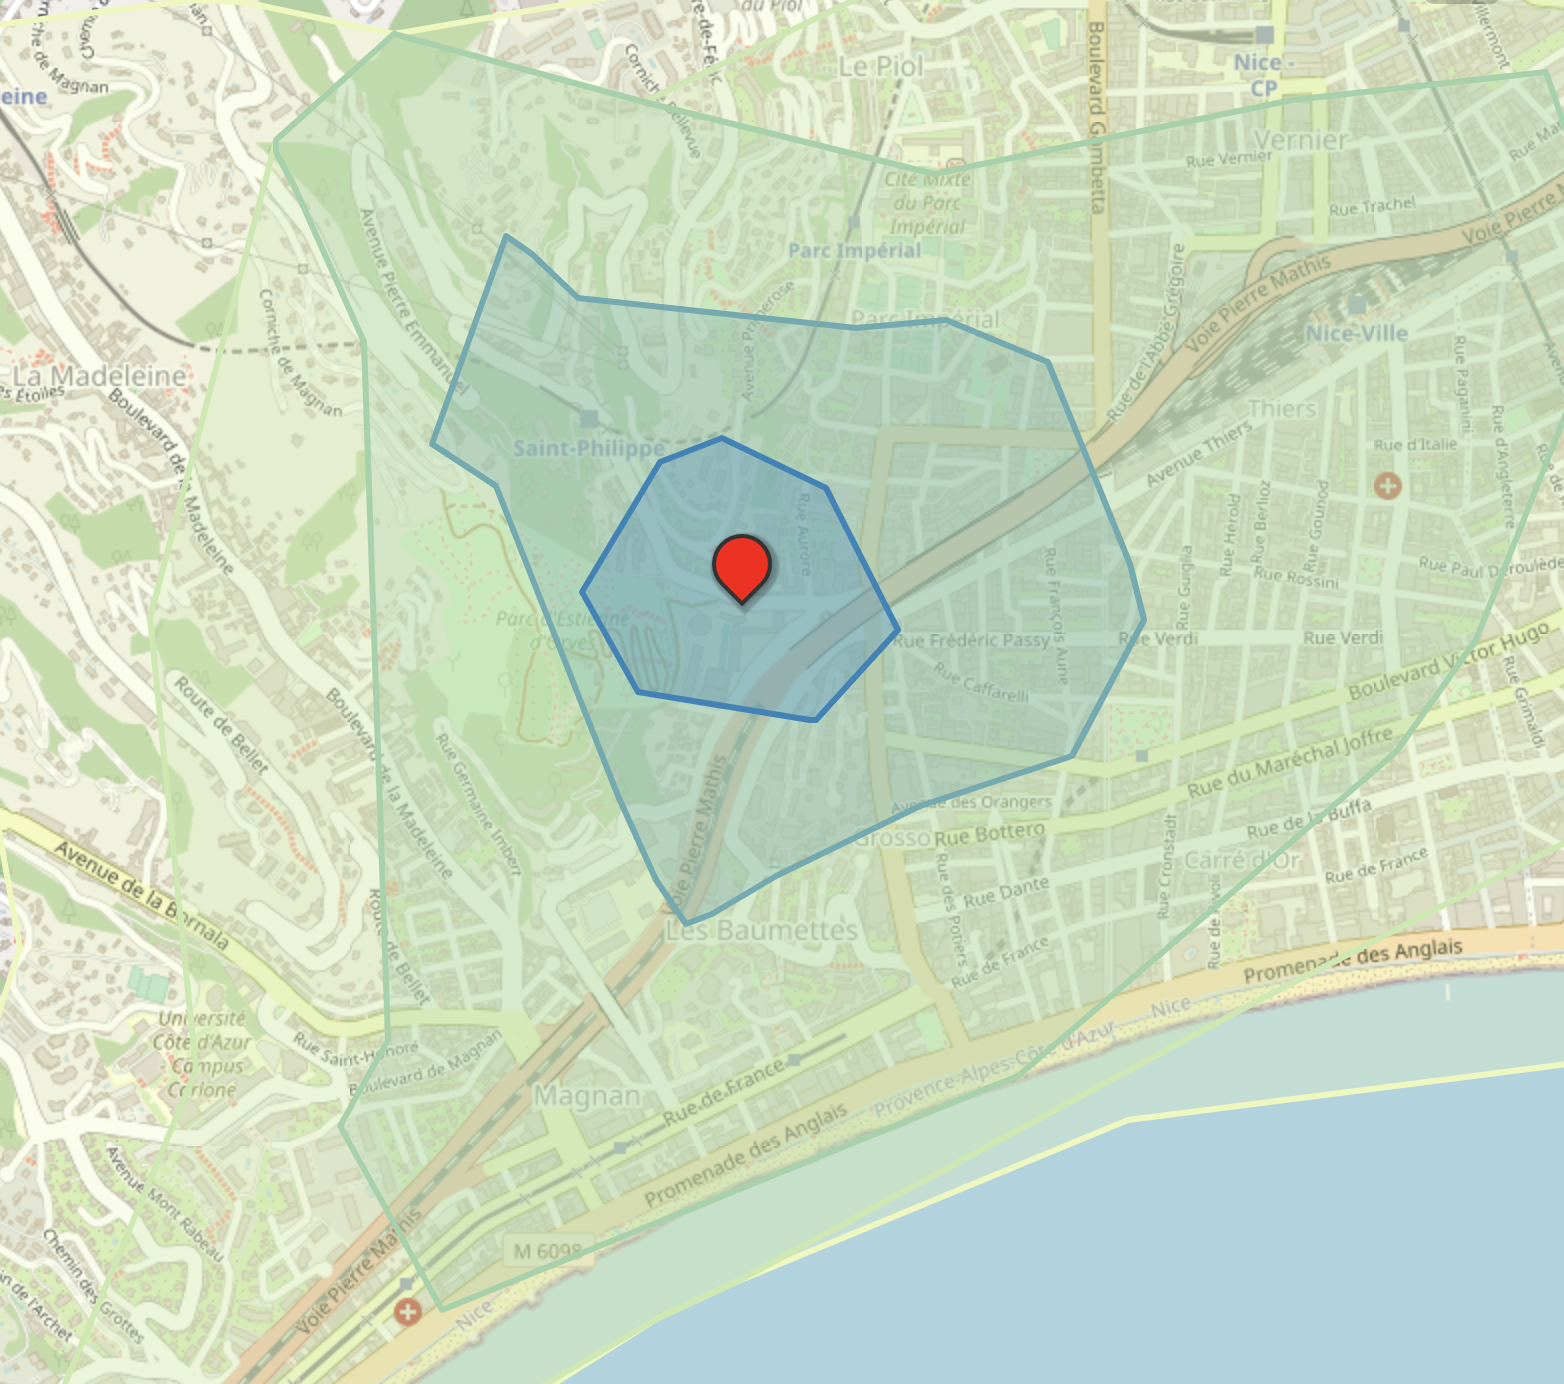 du Piol
Le Piol
Nice -
CP
Boulevard Gambetta
Vernier
Rue Vernier
Rue Trachel
Voie Pierre
Cité Mixte
du Parc
Impérial
Parc Impérial
Parc Impérial
Avenue Pierre Emmanuel
Corniche de Magnan
de Magnan
eine
La Madeleine
es Étoiles
Boulevard de la Madeleine
Saint-Philippe
Avenue Primerose
Rue de l'Abbé Grégoire
Voie Pierre Mathis
Nice-Ville
Thiers
Avenue Thiers
Rue d'Italie
Rue Paganini
Rue d'Angleterre
Rue Hérold
Rue Berlioz
Rue Gounod
Rue Rossini
Rue Paul Déroulède
Rue Guiglia
Rue Aurore
Rue François Aune
Rue Frédéric Passy
Rue Verdi
Rue Verdi
Rue Caffarelli
Parc d'Estienne
d'Orves
Boulevard Victor Hugo
Rue Grimaldi
Rue du Maréchal Joffre
Rue de la Buffa
Rue de France
Carré d'Or
Rue Cronstadt
Avenue des Orangers
Grosso
Rue Bottero
Rue Dante
Rue des Potiers
Rue de France
Les Baumettes
Voie Pierre Mathis
Rue Germaine Imbert
Route de Bellet
Boulevard de la Madeleine
Route de Bellet
Avenue de la Bornala
Université
Côte d'Azur
- Campus
Carlone
Rue Saint-Honoré
Boulevard de Magnan
Magnan
Rue de France
Promenade des Anglais
Provence-Alpes-Côte d'Azur
Nice
Promenade des Anglais
M 6098
Nice
Voie Pierre Mathis
Avenue Mont Rabeau
Chemin des Grottes